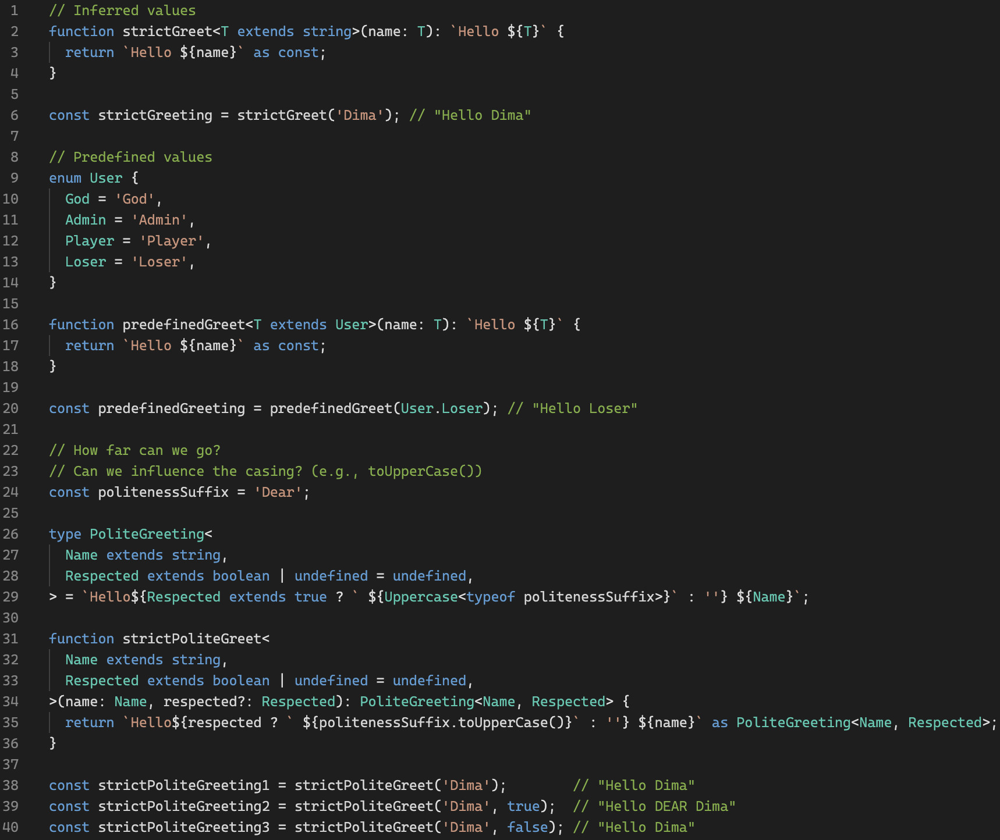 1 // Inferred values
2 function strictGreet<T extends string>(name: T): `Hello ${T}` {
3   return `Hello ${name}` as const;
4 }
5
6 const strictGreeting = strictGreet('Dima'); // "Hello Dima"
7
8 // Predefined values
9 enum User {
10   God = 'God',
11   Admin = 'Admin',
12   Player = 'Player',
13   Loser = 'Loser',
14 }
15
16 function predefinedGreet<T extends User>(name: T): `Hello ${T}` {
17   return `Hello ${name}` as const;
18 }
19
20 const predefinedGreeting = predefinedGreet(User.Loser); // "Hello Loser"
21
22 // How far can we go?
23 // Can we influence the casing? (e.g., toUpperCase())
24 const politenessSuffix = 'Dear';
25
26 type PoliteGreeting<
27   Name extends string,
28   Respected extends boolean | undefined = undefined,
29 > = `Hello${Respected extends true ? ` ${Uppercase<typeof politenessSuffix>}` : ''} ${Name}`;
30
31 function strictPoliteGreet<
32   Name extends string,
33   Respected extends boolean | undefined = undefined,
34 >(name: Name, respected?: Respected): PoliteGreeting<Name, Respected> {
35   return `Hello${respected ? ` ${politenessSuffix.toUpperCase()}` : ''} ${name}` as PoliteGreeting<Name, Respected>;
36 }
37
38 const strictPoliteGreeting1 = strictPoliteGreet('Dima');        // "Hello Dima"
39 const strictPoliteGreeting2 = strictPoliteGreet('Dima', true);  // "Hello DEAR Dima"
40 const strictPoliteGreeting3 = strictPoliteGreet('Dima', false); // "Hello Dima"